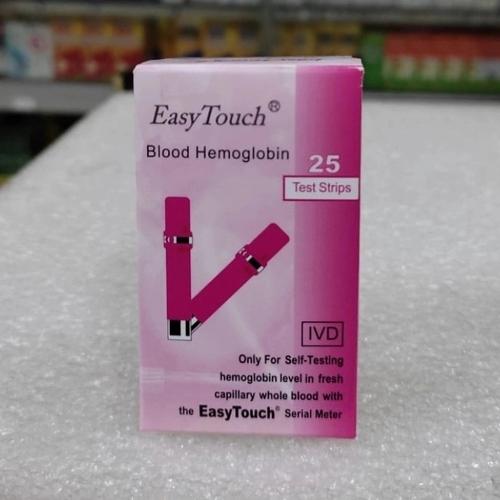 EasyTouch®
Blood Hemoglobin
25
Test Strips
IVD
Only For Self-Testing
hemoglobin level in fresh
capillary whole blood with
the EasyTouch® Serial Meter